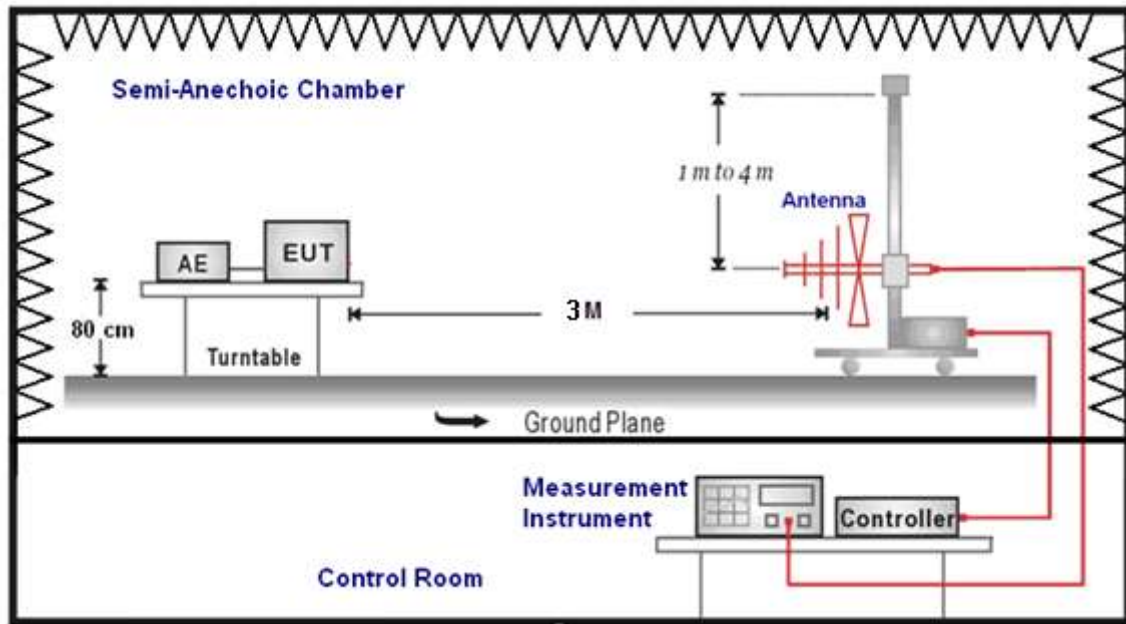 Semi-Anechoic Chamber
1 m to 4 m
Antenna
AE
EUT
3 M
80 cm
Turntable
Ground Plane
Measurement
Instrument
Controller
Control Room